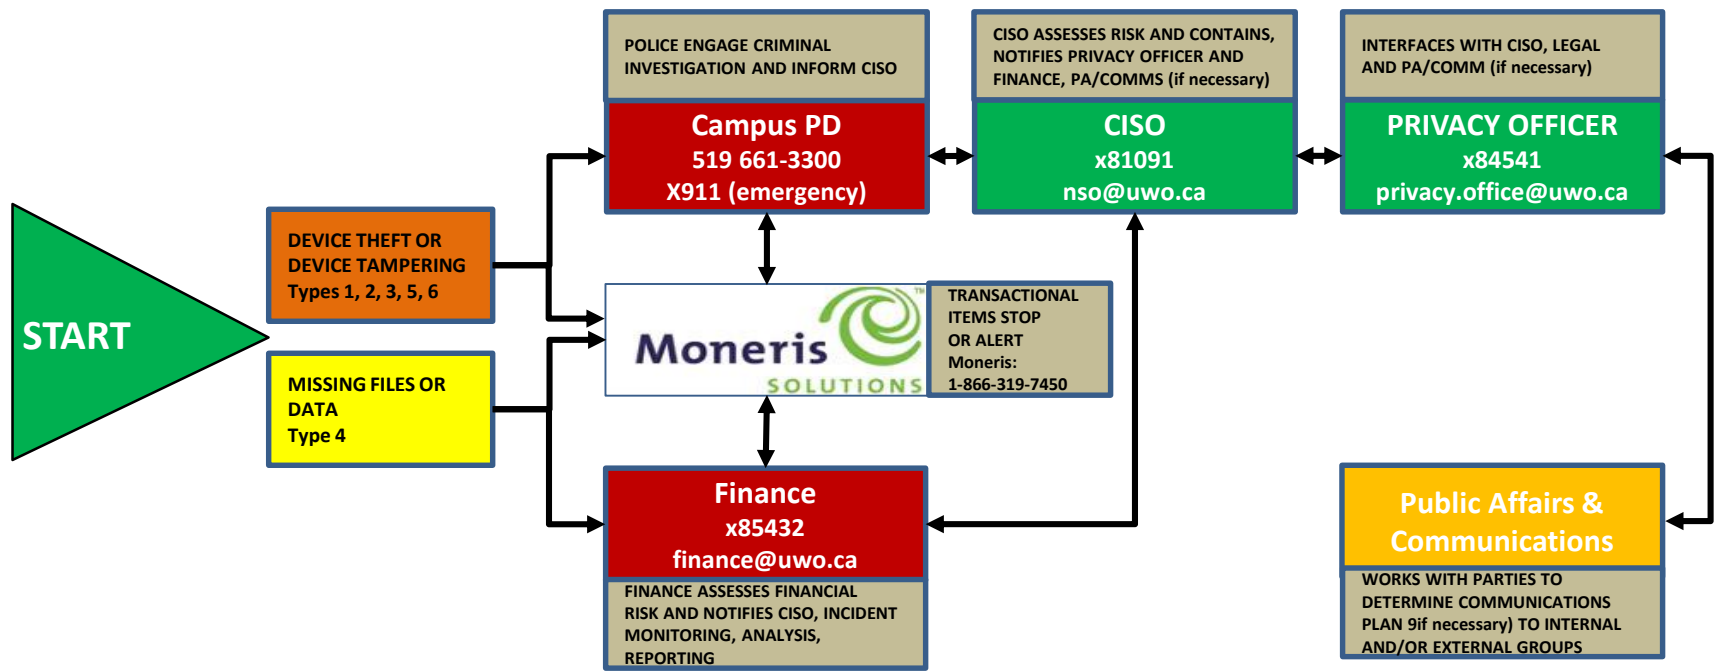 START
DEVICE THEFT OR
DEVICE TAMPERING
Types 1, 2, 3, 5, 6
MISSING FILES OR
DATA
Type 4
POLICE ENGAGE CRIMINAL
INVESTIGATION AND INFORM CISO
Campus PD
519 661-3300
X911 (emergency)
CISO ASSESSES RISK AND CONTAINS,
NOTIFIES PRIVACY OFFICER AND
FINANCE, PA/COMMS (if necessary)
CISO
x81091
nso@uwo.ca
INTERFACES WITH CISO, LEGAL
AND PA/COMM (if necessary)
PRIVACY OFFICER
x84541
privacy.office@uwo.ca
Moneris
TM
SOLUTIONS
TRANSACTIONAL
ITEMS STOP
OR ALERT
Moneris:
1-866-319-7450
Finance
x85432
finance@uwo.ca
FINANCE ASSESSES FINANCIAL
RISK AND NOTIFIES CISO, INCIDENT
MONITORING, ANALYSIS,
REPORTING
Public Affairs &
Communications
WORKS WITH PARTIES TO
DETERMINE COMMUNICATIONS
PLAN 9if necessary) TO INTERNAL
AND/OR EXTERNAL GROUPS